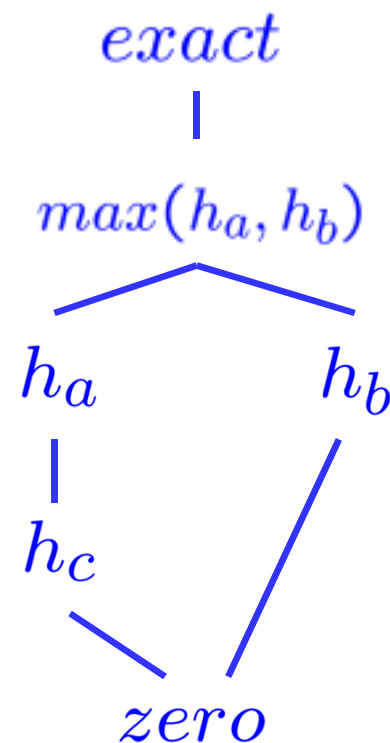 exact
max(h_a, h_b)
h_a h_b
h_c
zero